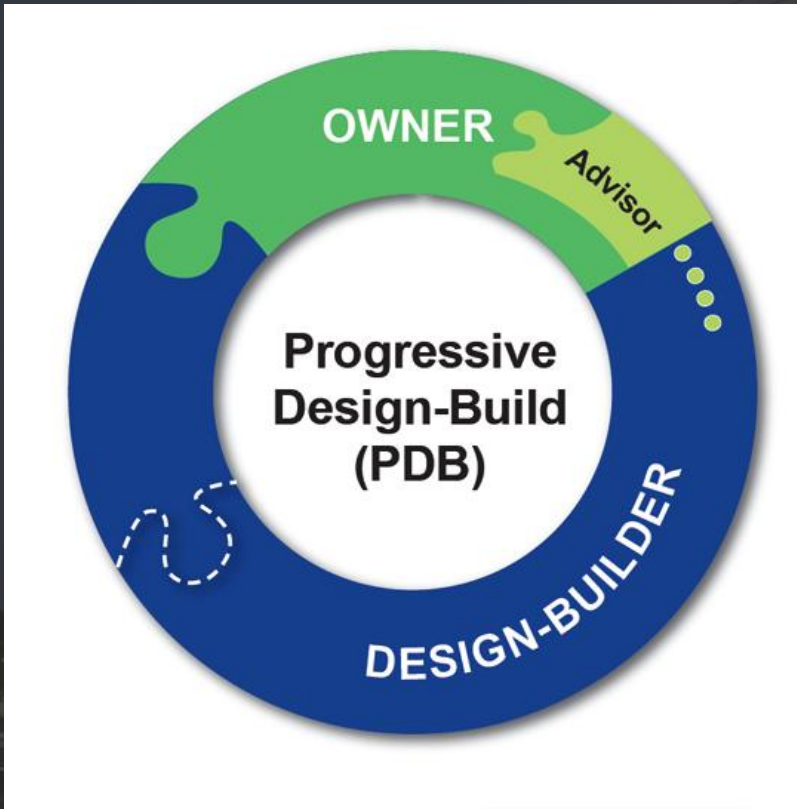 OWNER
Advisor
Progressive
Design-Build
(PDB)
DESIGN-BUILDER